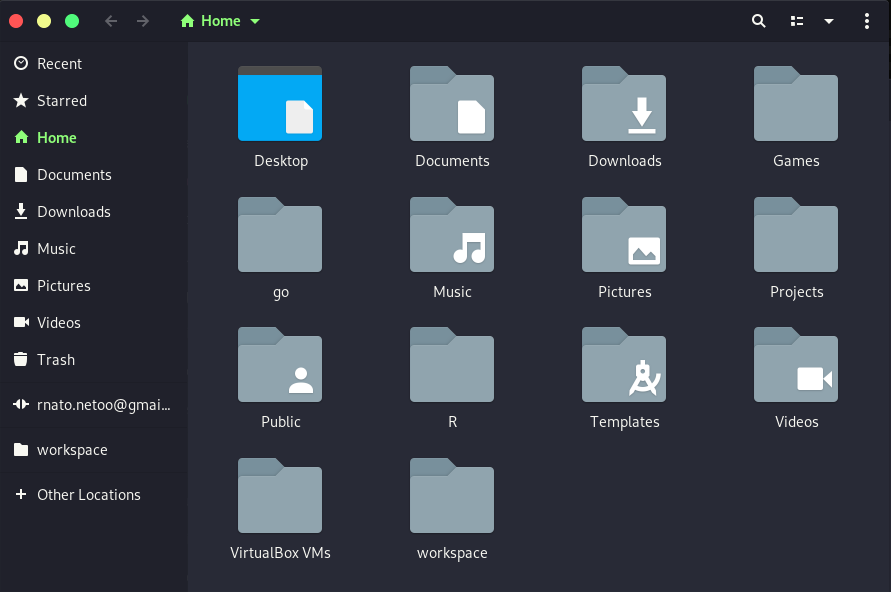 Home
Recent
Starred
Home
Documents
Downloads
Music
Pictures
Videos
Trash
rnato.netoo@gmai...
workspace
Other Locations
Desktop
Documents
Downloads
Games
go
Music
Pictures
Projects
Public
R
Templates
Videos
VirtualBox VMs
workspace